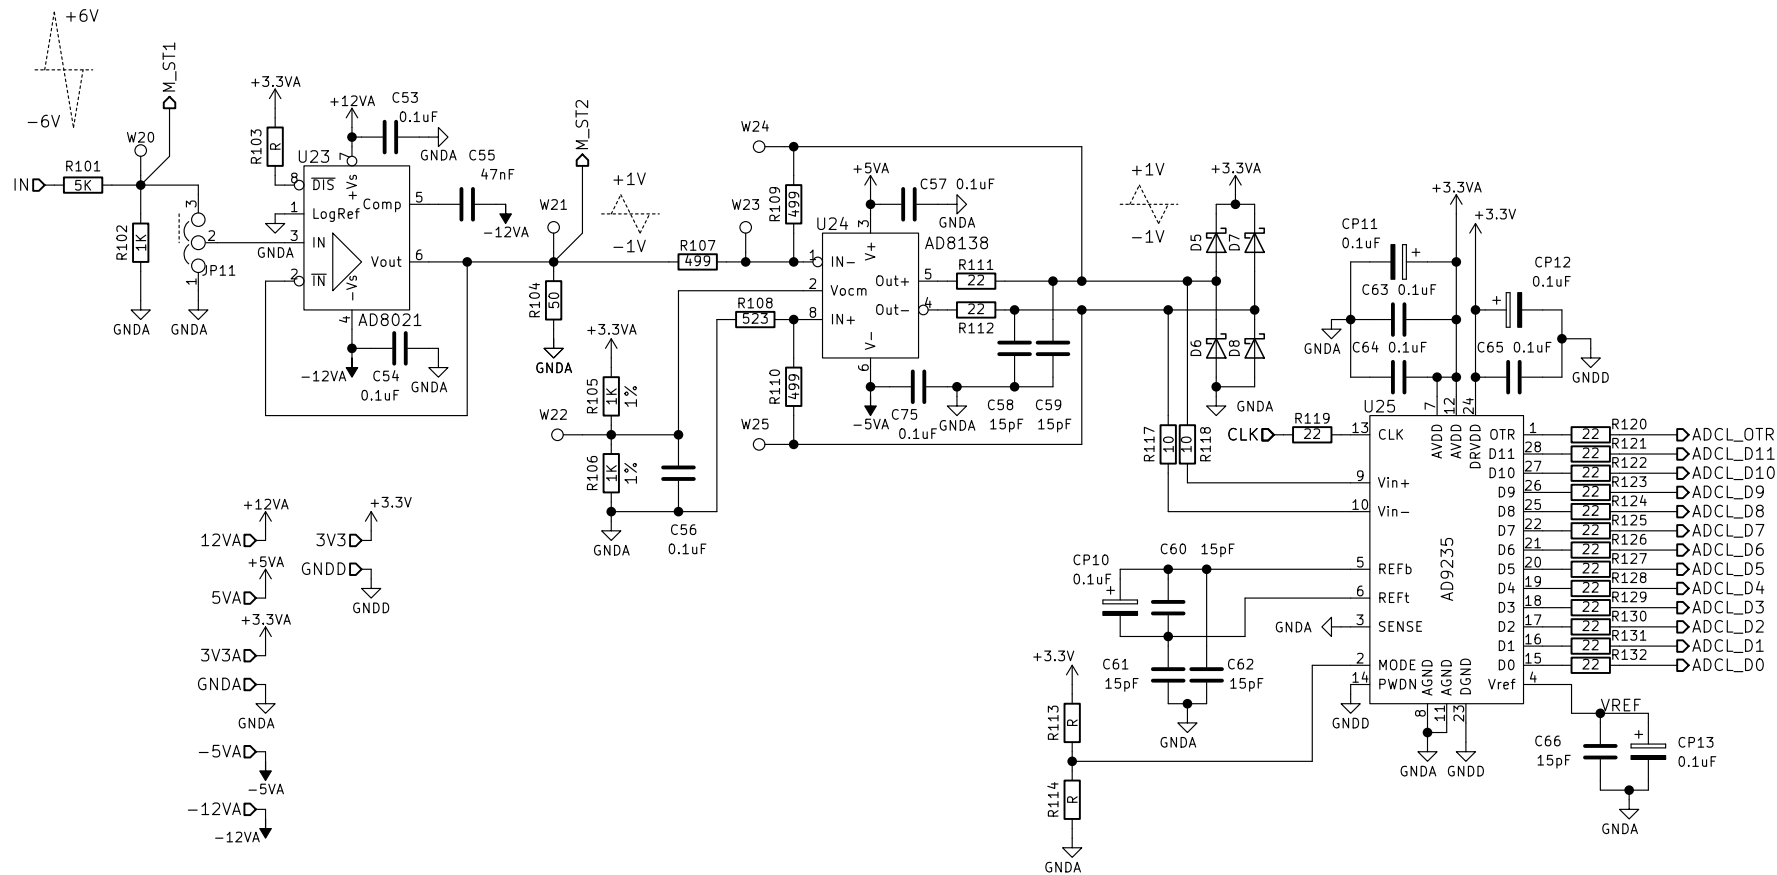 +6V
-6V
M_ST1
W20
IN
R101
5K
R102
1K
GNDA
3
2
1
JP11
GNDA
+3.3VA
R103
R
+12VA
C53
0.1uF
GNDA
U23
7
8
DIS
+Vs
1
LogRef
GNDA
3
IN
2
IN
Comp
5
Vout
6
-Vs
4
AD8021
C55
47nF
-12VA
-12VA
C54
0.1uF
GNDA
M_ST2
W21
R104
50
GNDA
+1V
-1V
W23
R107
499
W24
R109
499
+5VA
C57
0.1uF
GNDA
U24
3
V+
AD8138
1
IN-
2
Vocm
8
IN+
Out+
5
Out-
4
V-
6
R108
523
R110
499
W25
-5VA
C75
0.1uF
GNDA
+3.3VA
R105
1K
1%
W22
R106
1K
1%
GNDA
C56
0.1uF
R111
22
22
R112
C58
15pF
C59
15pF
+1V
-1V
+3.3VA
D5
D7
D6
D8
GNDA
R117
10
10
R118
+3.3VA
+3.3V
CP11
0.1uF
+
C63
0.1uF
GNDA
C64
0.1uF
CP12
0.1uF
+
C65
0.1uF
GNDD
U25
7
12
24
AVDD
AVDD
DRVDD
CLK
R119
22
13
CLK
9
Vin+
10
Vin-
5
REFb
6
REFt
3
SENSE
GNDA
2
MODE
14
PWDN
GNDD
AD9235
AGND
AGND
DGND
8
11
23
GNDA
GNDD
OTR
1
22
R120
ADCL_OTR
D11
28
22
R121
ADCL_D11
D10
27
22
R122
ADCL_D10
D9
26
22
R123
ADCL_D9
D8
25
22
R124
ADCL_D8
D7
22
22
R125
ADCL_D7
D6
21
22
R126
ADCL_D6
D5
20
22
R127
ADCL_D5
D4
19
22
R128
ADCL_D4
D3
18
22
R129
ADCL_D3
D2
17
22
R130
ADCL_D2
D1
16
22
R131
ADCL_D1
D0
15
22
R132
ADCL_D0
Vref
4
VREF
C66
15pF
+
CP13
0.1uF
GNDA
CP10
0.1uF
+
C60
15pF
C61
15pF
C62
15pF
GNDA
+3.3V
R113
R
R114
R
GNDA
+12VA
12VA
+5VA
5VA
+3.3VA
3V3A
GNDA
GNDA
-5VA
-5VA
-12VA
-12VA
+3.3V
3V3
GNDD
GNDD